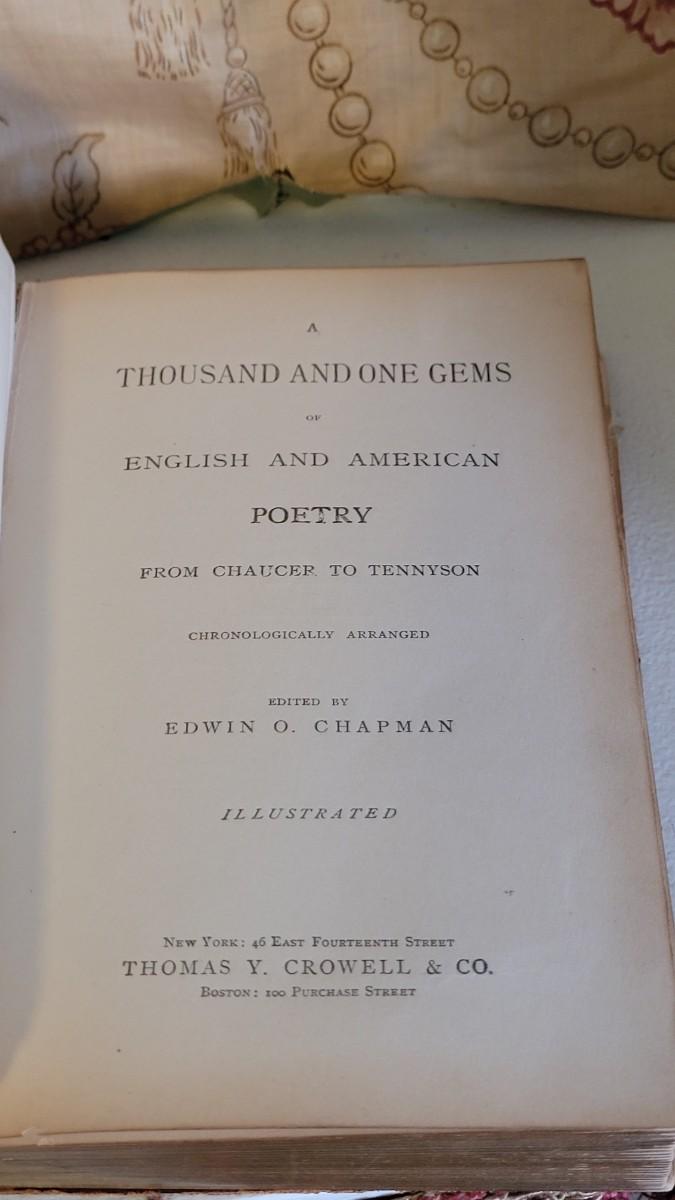 A
THOUSAND AND ONE GEMS
OF
ENGLISH AND AMERICAN
POETRY
FROM CHAUCER TO TENNYSON
CHRONOLOGICALLY ARRANGED
EDITED BY
EDWIN O. CHAPMAN
ILLUSTRATED
NEW YORK: 46 EAST FOURTEENTH STREET
THOMAS Y. CROWELL & CO.
BOSTON: 100 PURCHASE STREET